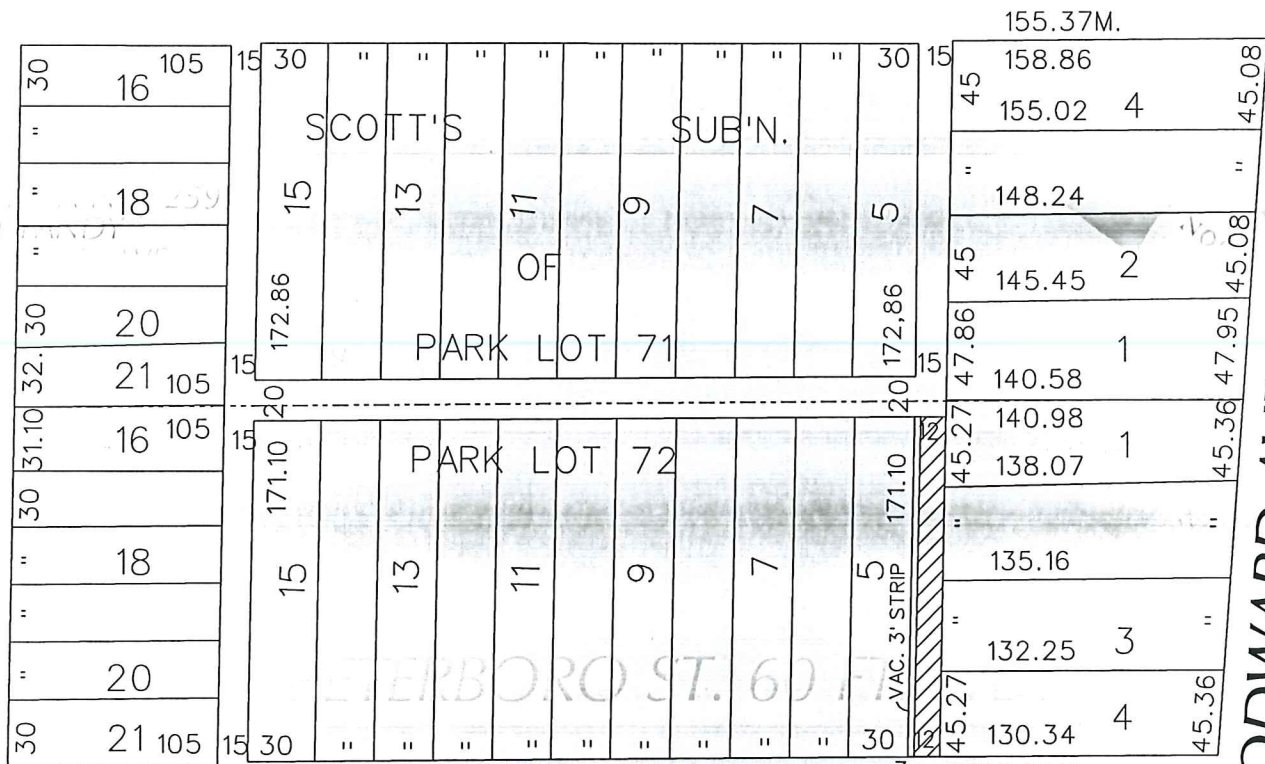 155.37M.
30 16 105 15 30 " " " " " " " " " 30 15 45 158.86 45.08
155.02 4
"
SCOTT'S SUB'N.
" 18 15 13 11 9 7 5 " 148.24 "
"
OF
45 145.45 2 45.08
30 20 172.86 172,86
PARK LOT 71
32. 21 105 15 15 47.86 140.58 1 47.95
20 20
31.10 16 105 15 12 45.27 140.98 1 45.36
PARK LOT 72
138.07
30 171.10 171.10
" 18 15 13 11 9 7 5 " 135.16 "
"
VAC. 3' STRIP
" 132.25 3 "
" 20
ETERBORO ST. 60 F
30 21 105 15 30 " " " " " " " " " 30 12 45.27 130.34 4 45.36